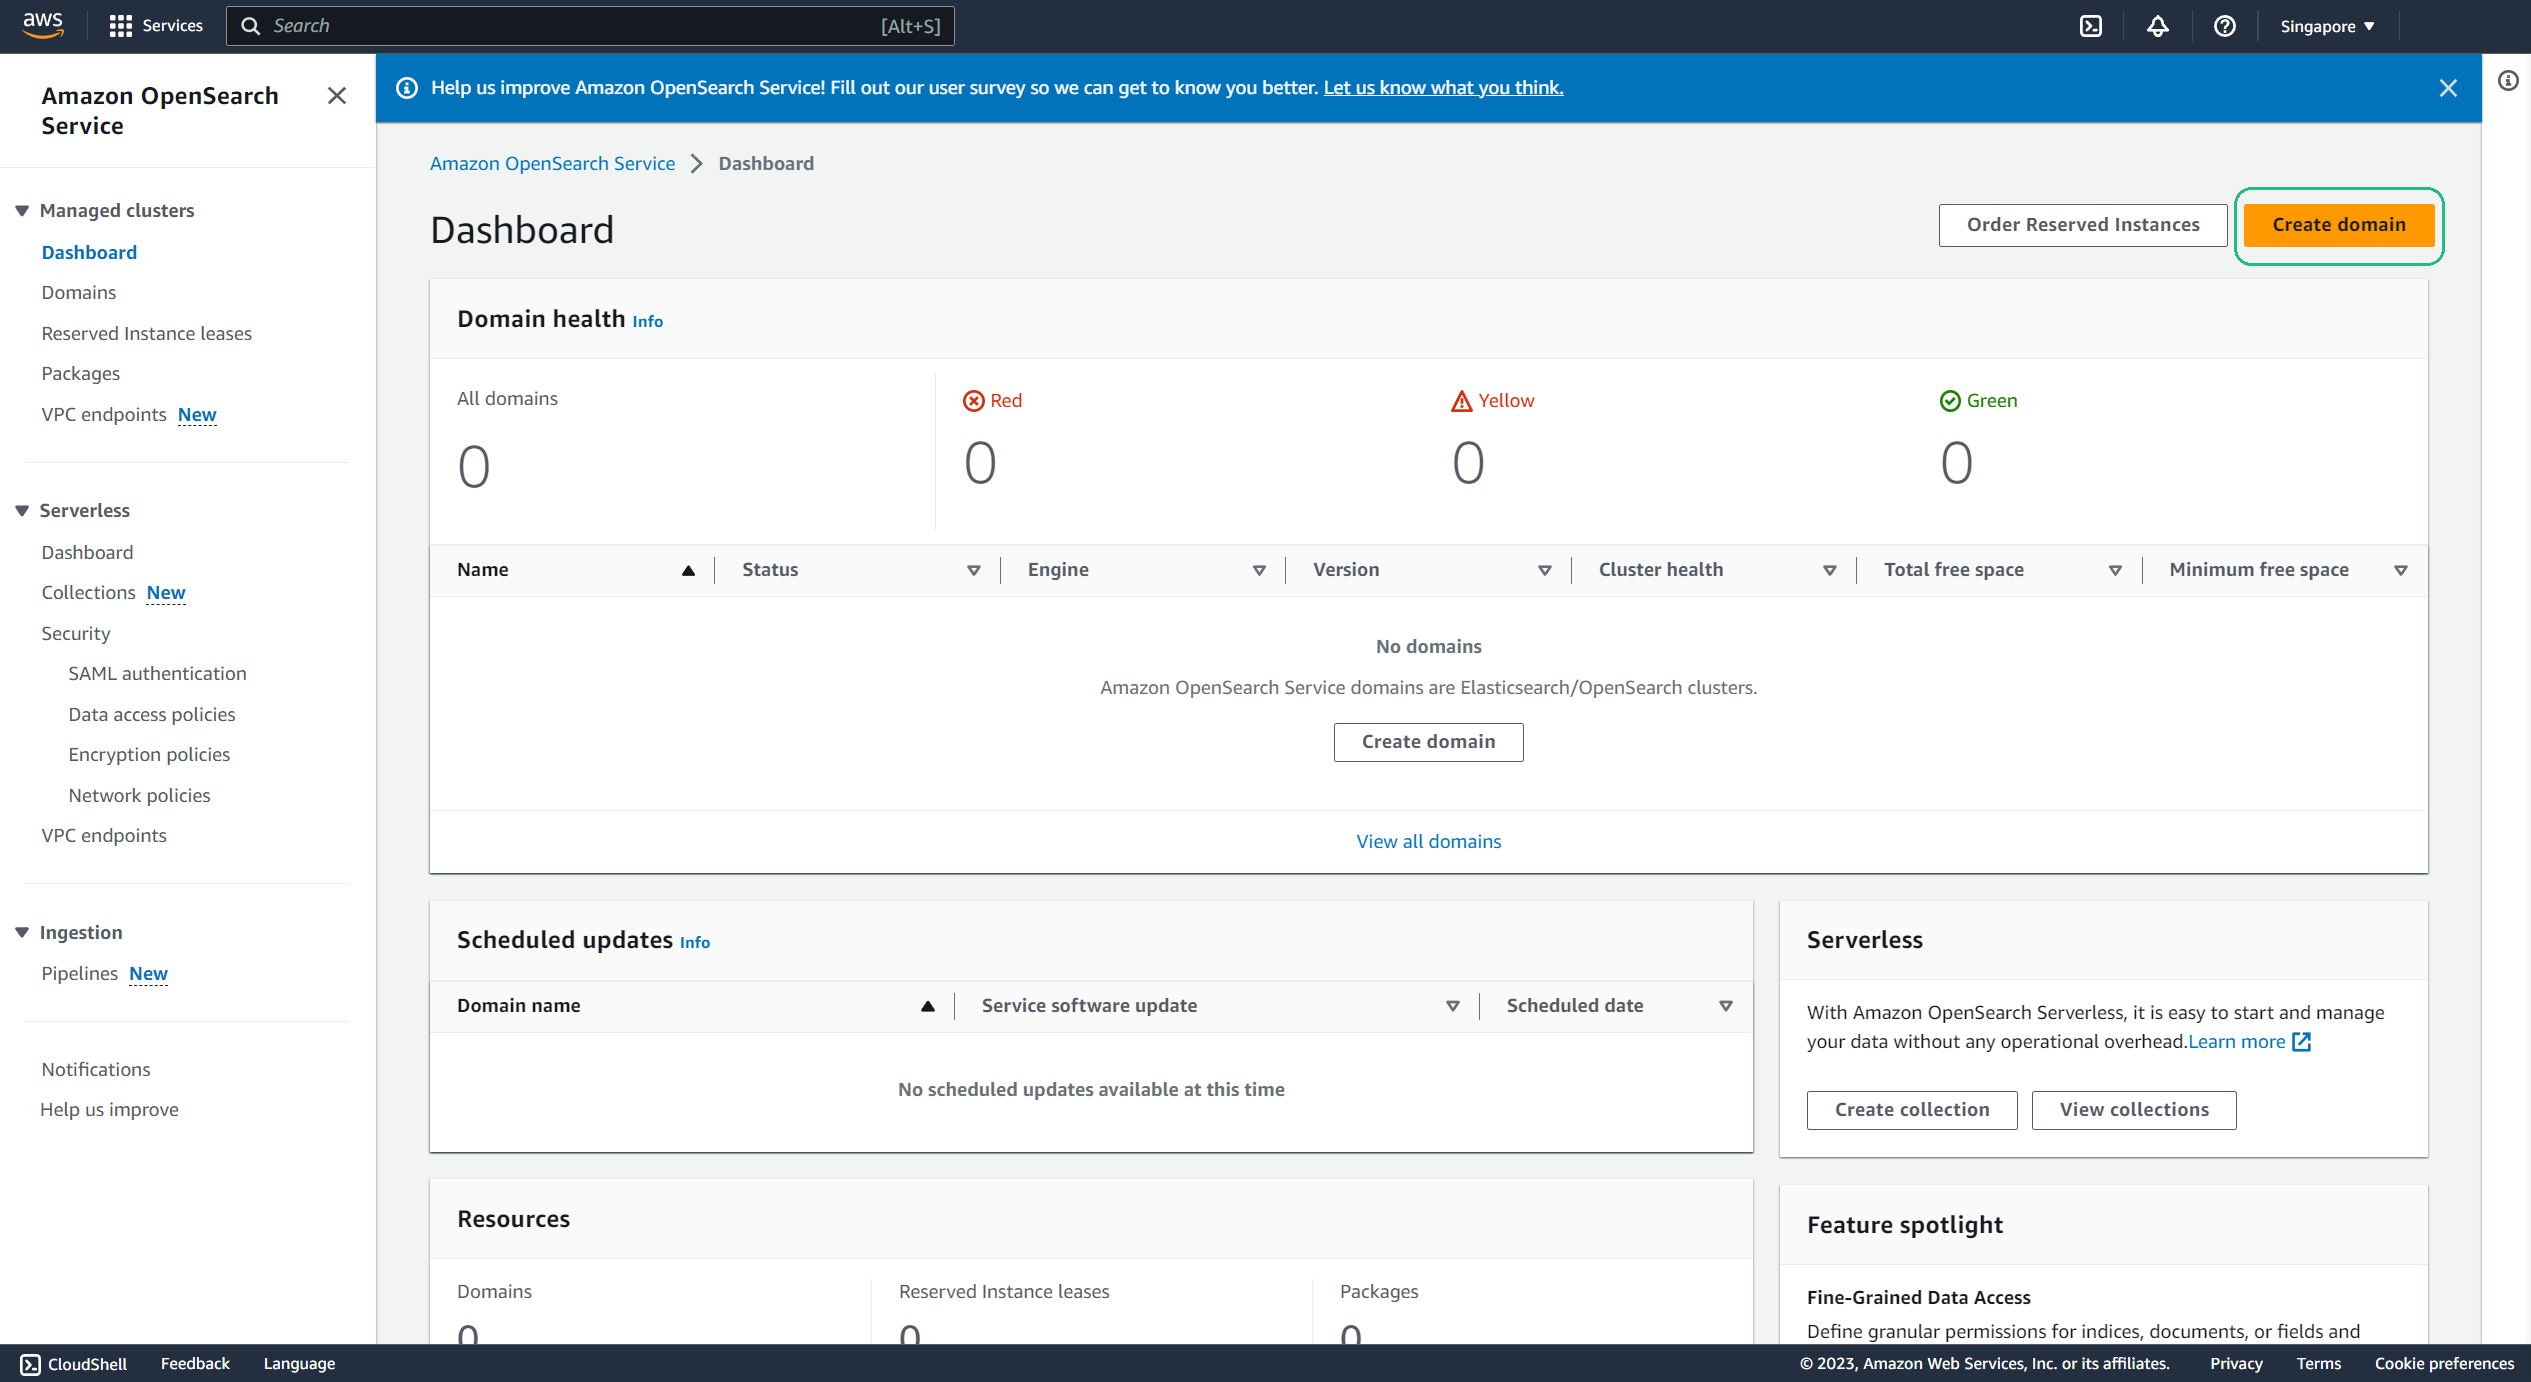 aws
Services
Search
[Alt+S]
Singapore
Amazon OpenSearch
Service
Managed clusters
Dashboard
Domains
Reserved Instance leases
Packages
VPC endpoints New
Serverless
Dashboard
Collections New
Security
SAML authentication
Data access policies
Encryption policies
Network policies
VPC endpoints
Ingestion
Pipelines New
Notifications
Help us improve
Help us improve Amazon OpenSearch Service! Fill out our user survey so we can get to know you better. Let us know what you think.
Amazon OpenSearch Service > Dashboard
Dashboard
Order Reserved Instances
Create domain
Domain health Info
All domains
0
Red
0
Yellow
0
Green
0
Name
Status
Engine
Version
Cluster health
Total free space
Minimum free space
No domains
Amazon OpenSearch Service domains are Elasticsearch/OpenSearch clusters.
Create domain
View all domains
Scheduled updates Info
Domain name
Service software update
Scheduled date
No scheduled updates available at this time
Serverless
With Amazon OpenSearch Serverless, it is easy to start and manage
your data without any operational overhead.Learn more
Create collection
View collections
Resources
Domains
0
Reserved Instance leases
0
Packages
0
Feature spotlight
Fine-Grained Data Access
Define granular permissions for indices, documents, or fields and
CloudShell
Feedback
Language
© 2023, Amazon Web Services, Inc. or its affiliates.
Privacy
Terms
Cookie preferences